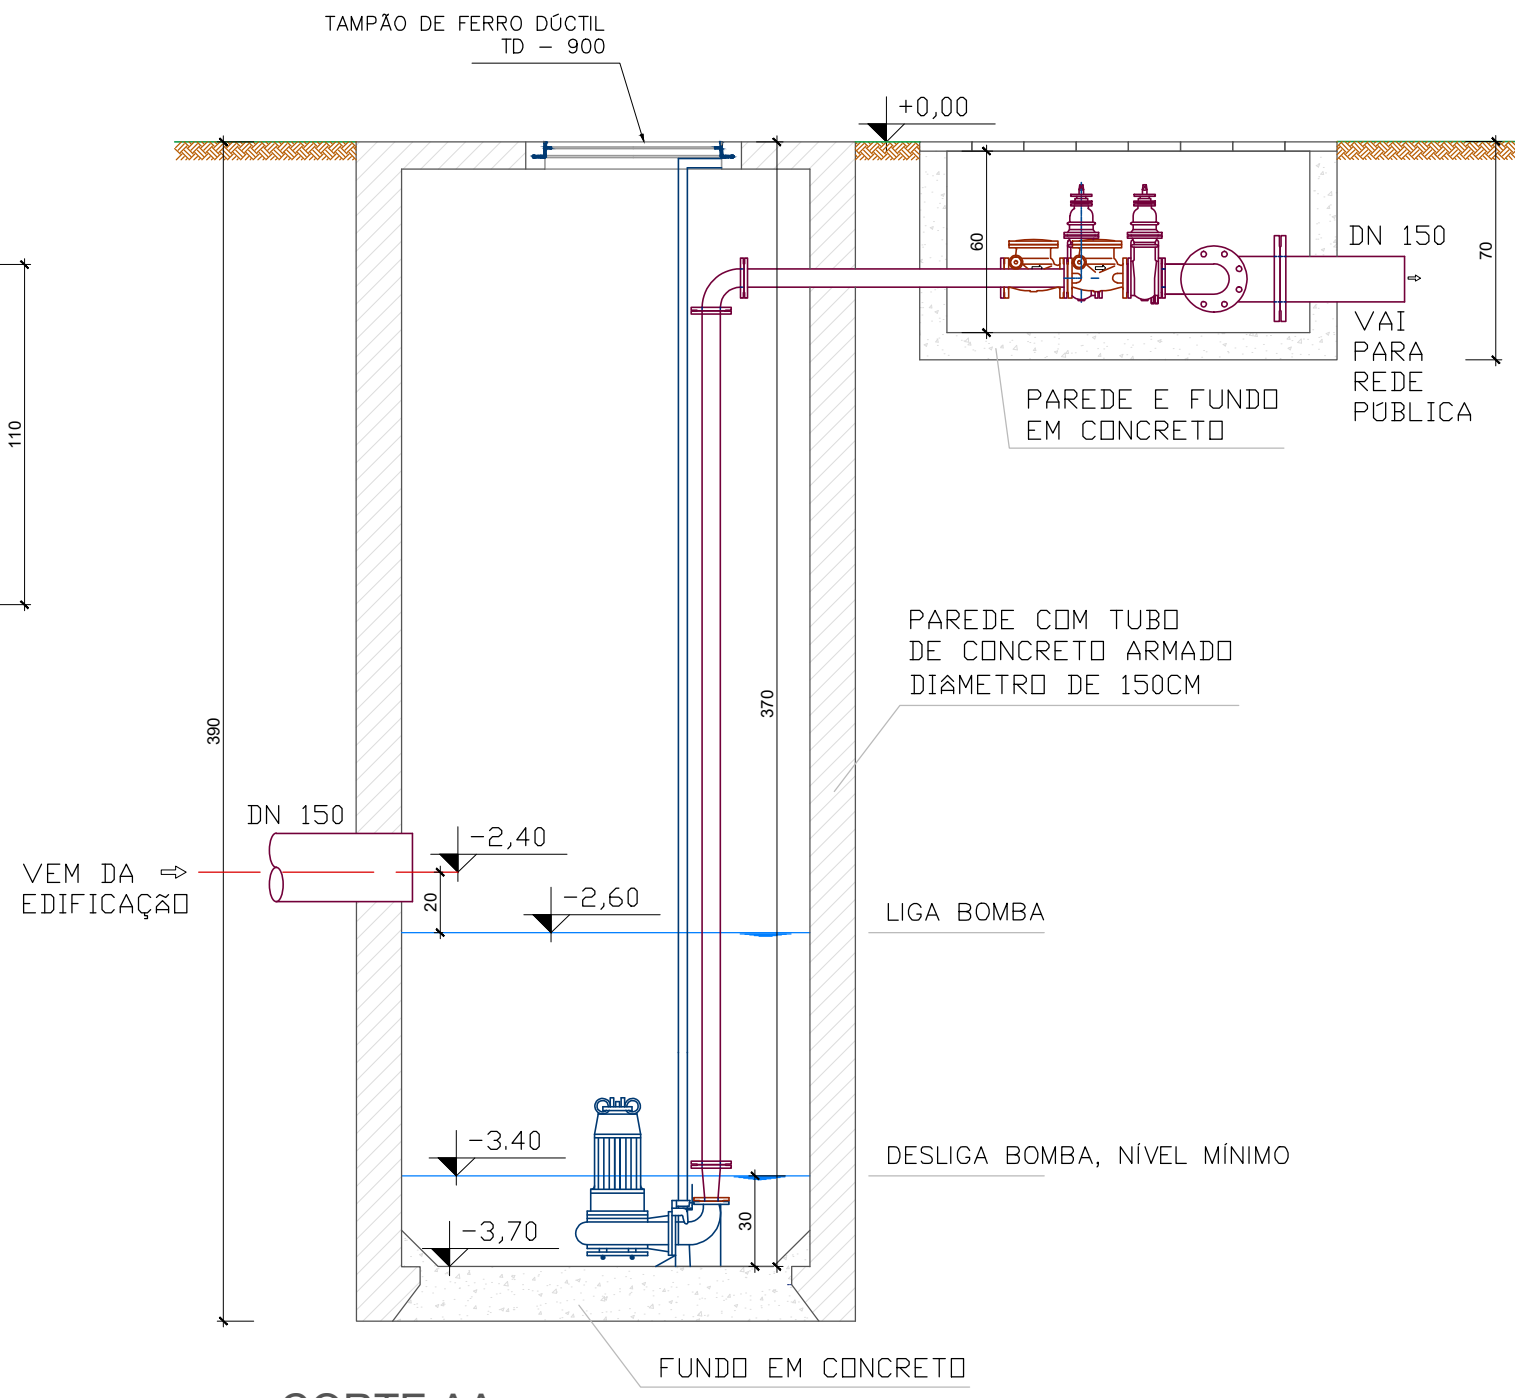 TAMPÃO DE FERRO DÚCTIL
TD - 900
+0,00
60
DN 150
70
VAI
PARA
REDE
PÚBLICA
PAREDE E FUNDO
EM CONCRETO
110
PAREDE COM TUBO
DE CONCRETO ARMADO
DIÂMETRO DE 150CM
390
370
DN 150
-2,40
VEM DA
EDIFICAÇÃO
20
-2,60
LIGA BOMBA
-3.40
DESLIGA BOMBA, NÍVEL MÍNIMO
-3,70
30
FUNDO EM CONCRETO
CORTE AA